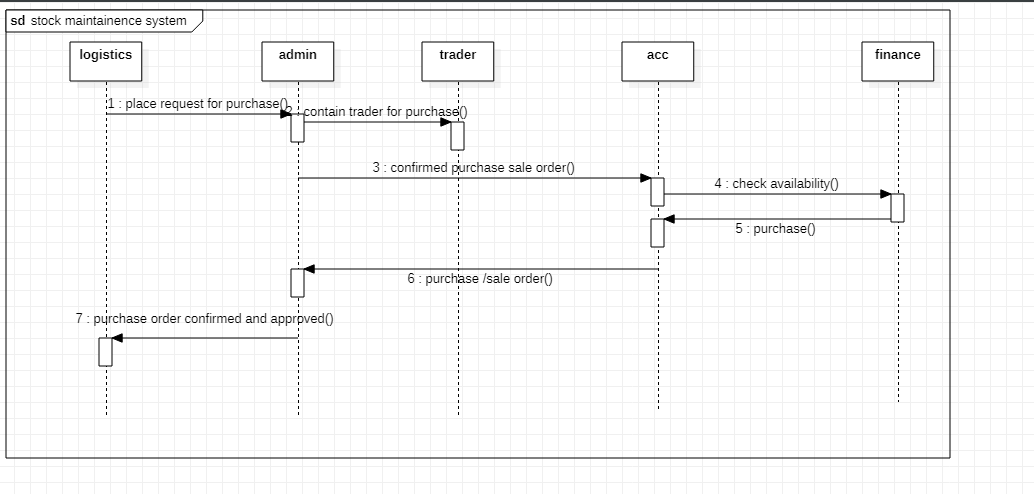 sd stock maintainence system
logistics
admin
trader
acc
finance
1 : place request for purchase()
2 : contain trader for purchase()
3 : confirmed purchase sale order()
4 : check availability()
5 : purchase()
6 : purchase /sale order()
7 : purchase order confirmed and approved()